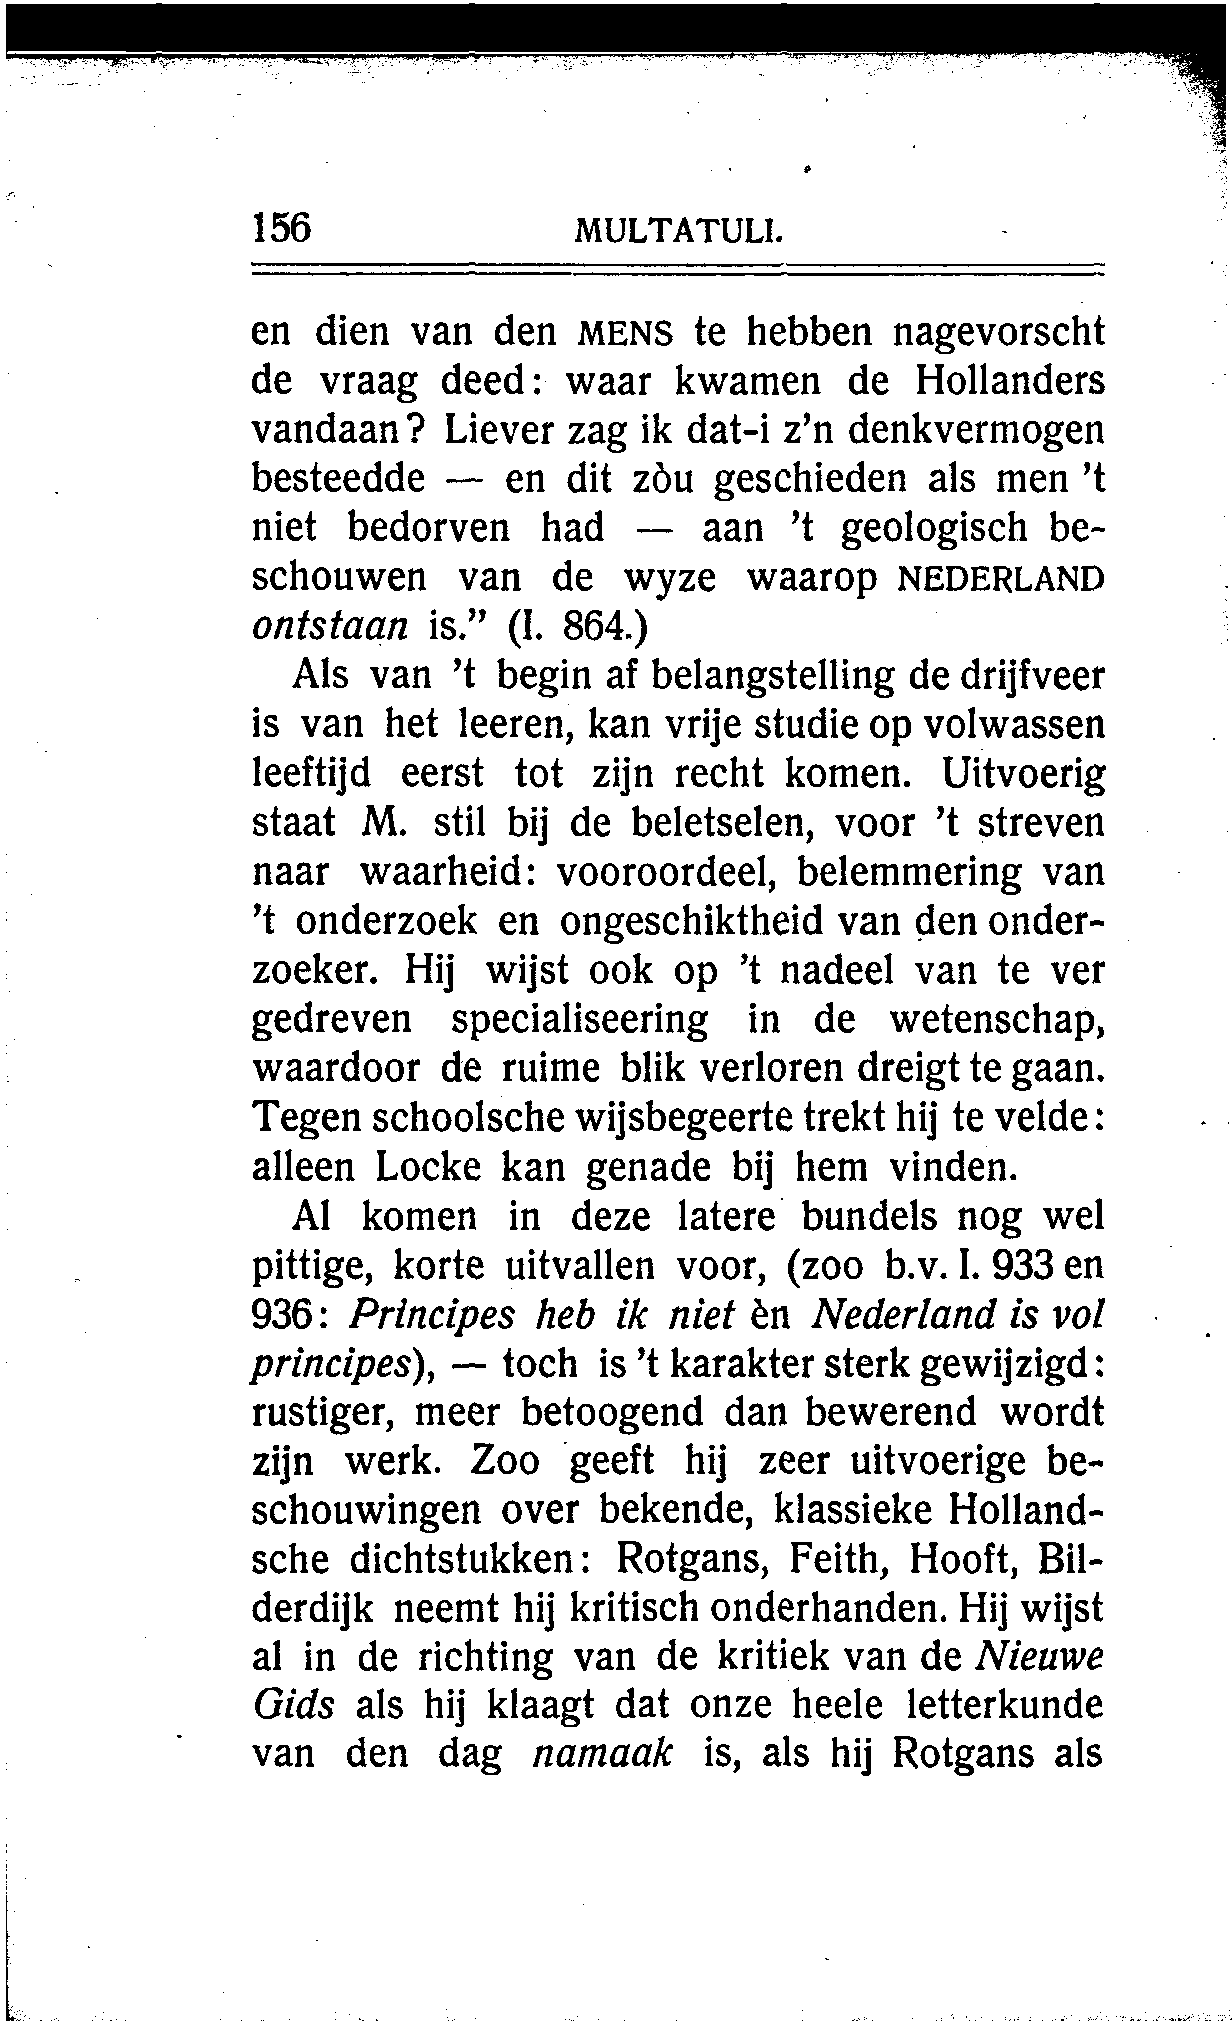 156 MULTATULI.
en dien van den MENS te hebben nagevorscht
de vraag deed: waar kwamen de Hollanders
vandaan? Liever zag ik dat-i z'n denkvermogen
besteedde — en dit zòu geschieden als men 't
niet bedorven had — aan 't geologisch be-
schouwen van de wyze waarop NEDERLAND
ontstaan is.” (I. 864.)
Als van 't begin af belangstelling de drijfveer
is van het leeren, kan vrije studie op volwassen
leeftijd eerst tot zijn recht komen. Uitvoerig
staat M. stil bij de beletselen, voor 't streven
naar waarheid: vooroordeel, belemmering van
't onderzoek en ongeschiktheid van den onder-
zoeker. Hij wijst ook op 't nadeel van te ver
gedreven specialiseering in de wetenschap,
waardoor de ruime blik verloren dreigt te gaan.
Tegen schoolsche wijsbegeerte trekt hij te velde:
alleen Locke kan genade bij hem vinden.
Al komen in deze latere bundels nog wel
pittige, korte uitvallen voor, (zoo b.v. I. 933 en
936: Principes heb ik niet èn Nederland is vol
principes), — toch is 't karakter sterk gewijzigd:
rustiger, meer betoogend dan bewerend wordt
zijn werk. Zoo geeft hij zeer uitvoerige be-
schouwingen over bekende, klassieke Holland-
sche dichtstukken: Rotgans, Feith, Hooft, Bil-
derdijk neemt hij kritisch onderhanden. Hij wijst
al in de richting van de kritiek van de Nieuwe
Gids als hij klaagt dat onze heele letterkunde
van den dag namaak is, als hij Rotgans als